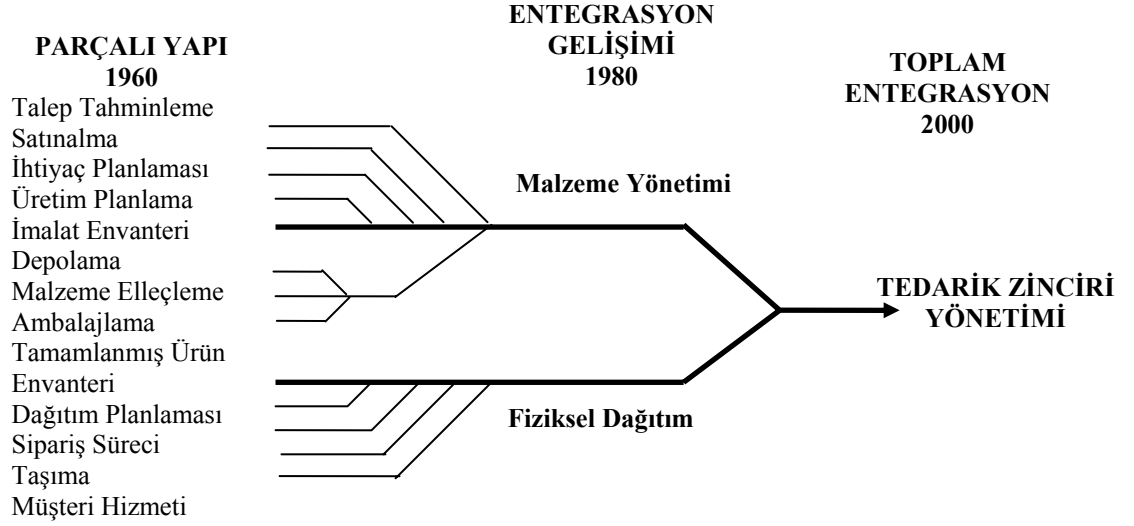 PARÇALI YAPI
1960
Talep Tahminleme
Satınalma
İhtiyaç Planlaması
Üretim Planlama
İmalat Envanteri
Depolama
Malzeme Elleçleme
Ambalajlama
Tamamlanmış Ürün
Envanteri
Dağıtım Planlaması
Sipariş Süreci
Taşıma
Müşteri Hizmeti
ENTEGRASYON
GELİŞİMİ
1980
Malzeme Yönetimi
Fiziksel Dağıtım
TOPLAM
ENTEGRASYON
2000
TEDARİK ZİNCİRİ
YÖNETİMİ